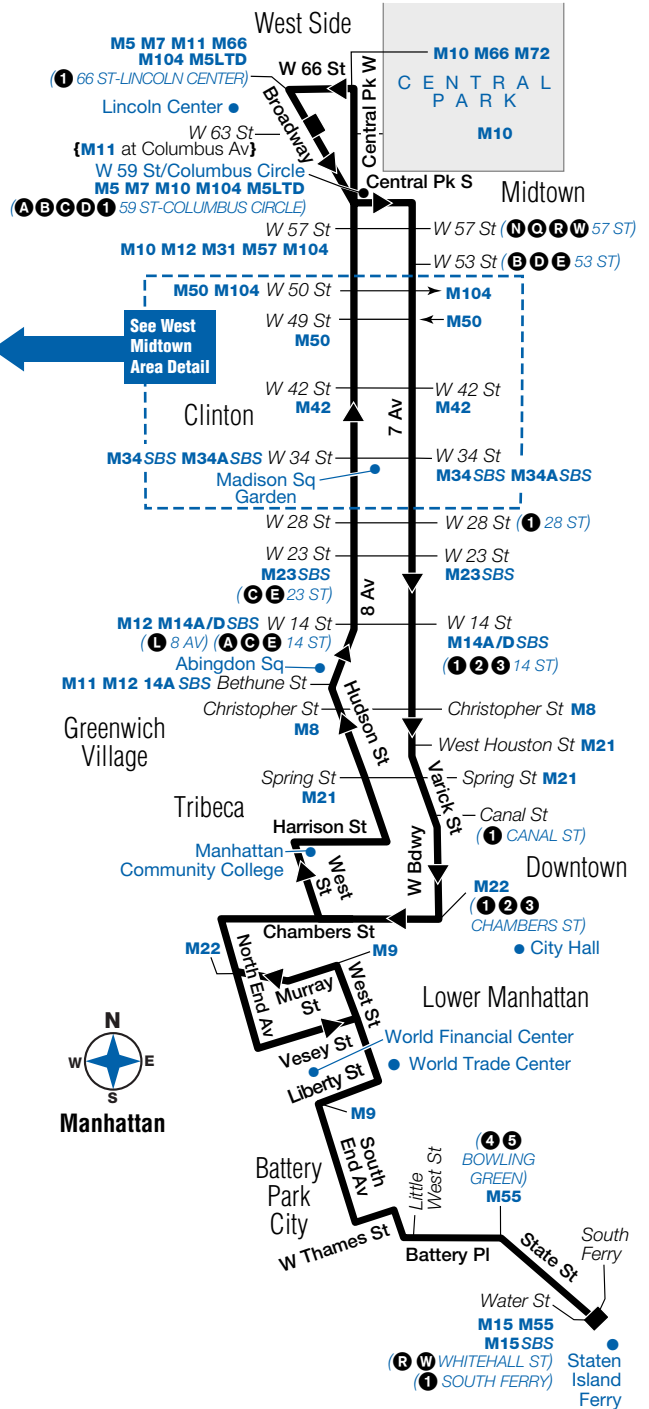 West Side
M5 M7 M11 M66
M104 M5LTD
(1 66 ST-LINCOLN CENTER)
W 66 St
Central Pk W
M10 M66 M72
CENTRAL
PARK
M10
Lincoln Center
Broadway
W 63 St
{M11 at Columbus Av}
W 59 St/Columbus Circle
M5 M7 M10 M104 M5LTD
(A B C D 1 59 ST-COLUMBUS CIRCLE)
Central Pk S
Midtown
W 57 St
M10 M12 M31 M57 M104
W 57 St (N Q R W 57 ST)
W 53 St (B D E 53 ST)
M50 M104 W 50 St
M104
W 49 St
M50
M50
See West
Midtown
Area Detail
W 42 St
M42
W 42 St
M42
Clinton
7 Av
M34SBS M34ASBS W 34 St
W 34 St
M34SBS M34ASBS
Madison Sq
Garden
W 28 St
W 28 St (1 28 ST)
W 23 St
M23SBS
(C E 23 ST)
W 23 St
M23SBS
8 Av
M12 M14A/DSBS W 14 St
(L 8 AV) (A C E 14 ST)
W 14 St
M14A/DSBS
(1 2 3 14 ST)
Abingdon Sq
M11 M12 14A SBS Bethune St
Hudson St
Christopher St
M8
Christopher St M8
Greenwich
Village
West Houston St M21
Spring St
M21
Spring St M21
Varick St
Tribeca
Canal St
(1 CANAL ST)
Harrison St
W Bdwy
Manhattan
Community College
West
St
Downtown
M22
(1 2 3
CHAMBERS ST)
Chambers St
City Hall
M22
North
End Av
M9
Murray
St
West St
Lower Manhattan
Vesey St
World Financial Center
World Trade Center
Liberty St
N
W E
S
Manhattan
M9
South
End Av
Battery
Park
City
(4 5
BOWLING
GREEN)
M55
Little
West St
W Thames St
Battery Pl
State St
South
Ferry
Water St
M15 M55
M15SBS
(R W WHITEHALL ST)
(1 SOUTH FERRY)
Staten
Island
Ferry